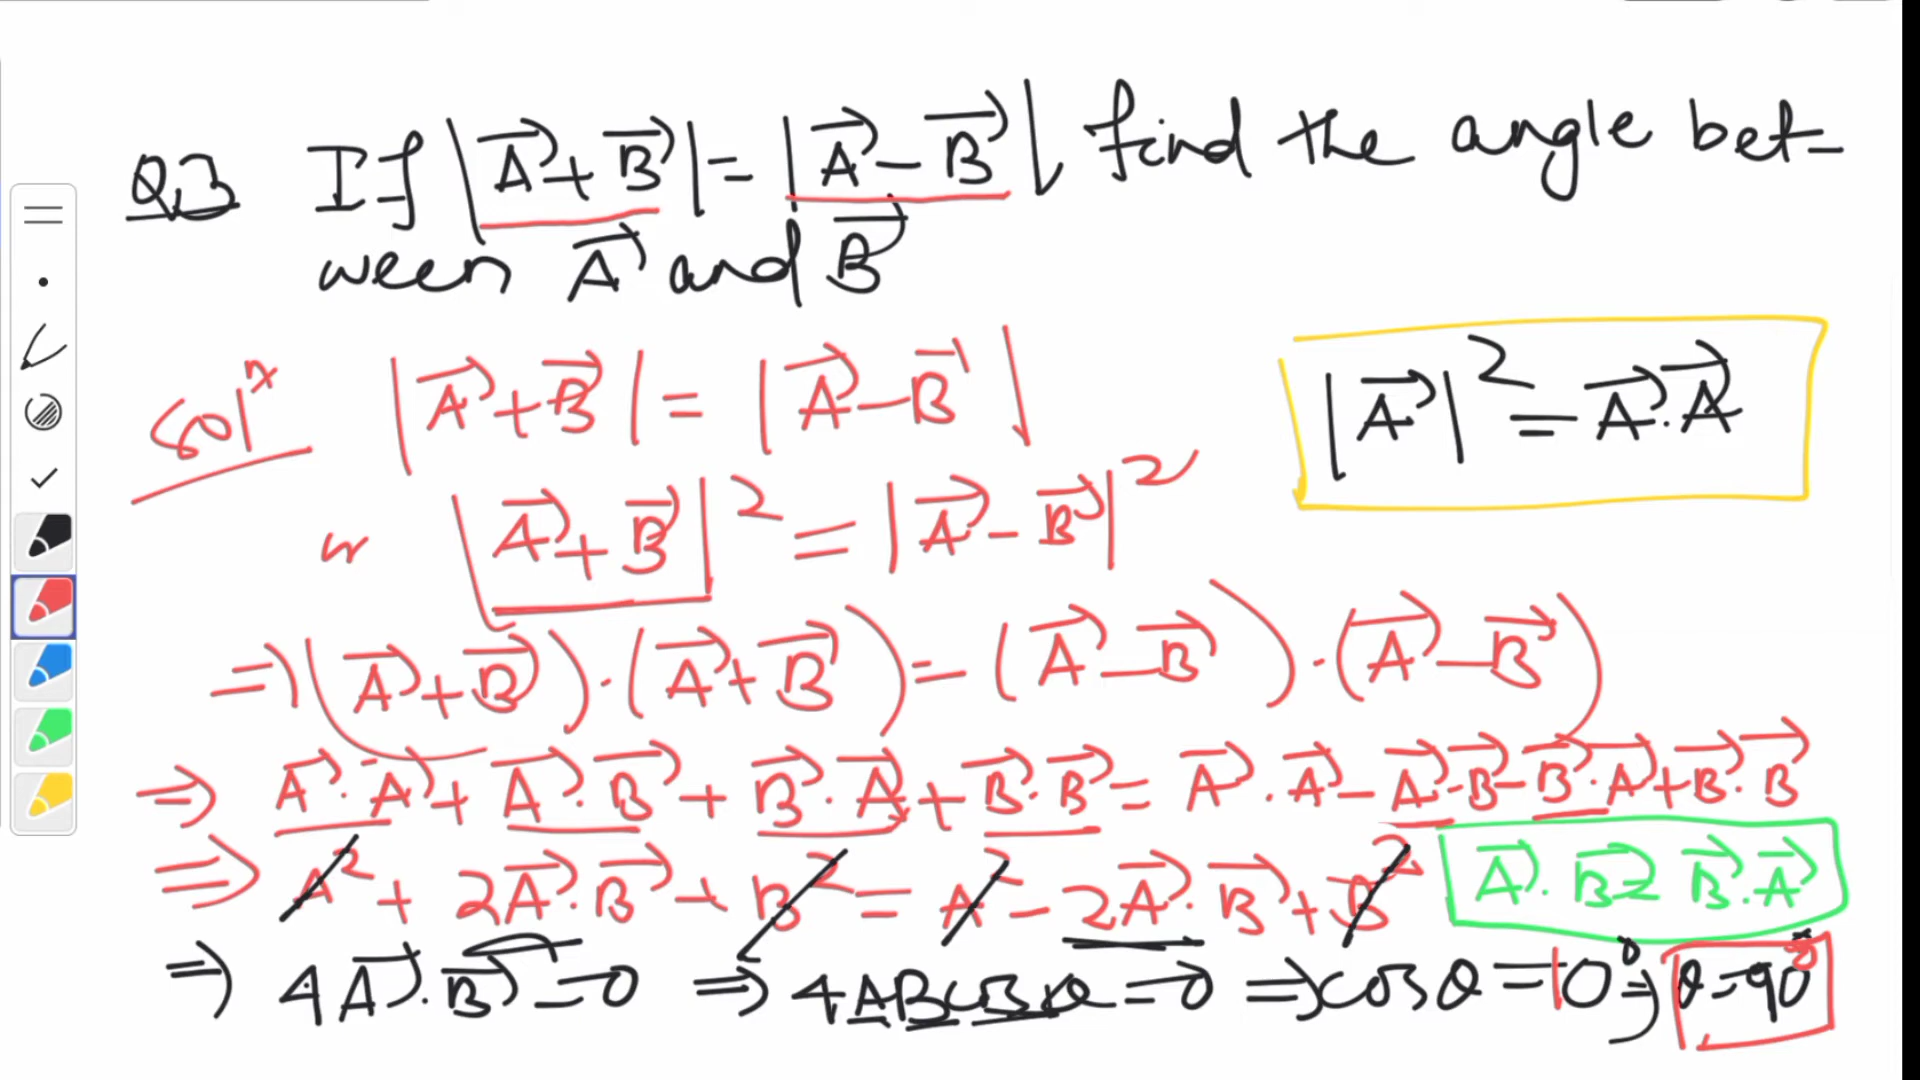 Q3 If |A⃗ + B⃗| = |A⃗ − B⃗| find the angle bet-
ween A⃗ and B⃗
Solⁿ |A⃗ + B⃗| = |A⃗ − B⃗|
|A⃗|² = A⃗.A⃗
or |A⃗ + B⃗|² = |A⃗ − B⃗|²
⇒ (A⃗ + B⃗).(A⃗ + B⃗) = (A⃗ − B⃗).(A⃗ − B⃗)
⇒ A⃗.A⃗ + A⃗.B⃗ + B⃗.A⃗ + B⃗.B⃗ = A⃗.A⃗ − A⃗.B⃗ − B⃗.A⃗ + B⃗.B⃗
⇒ A² + 2A⃗.B⃗ + B² = A² − 2A⃗.B⃗ + B²
A⃗.B⃗ = B⃗.A⃗
⇒ 4A⃗.B⃗ = 0 ⇒ 4ABcosθ = 0 ⇒ cosθ = 0 ⇒ θ = 90°